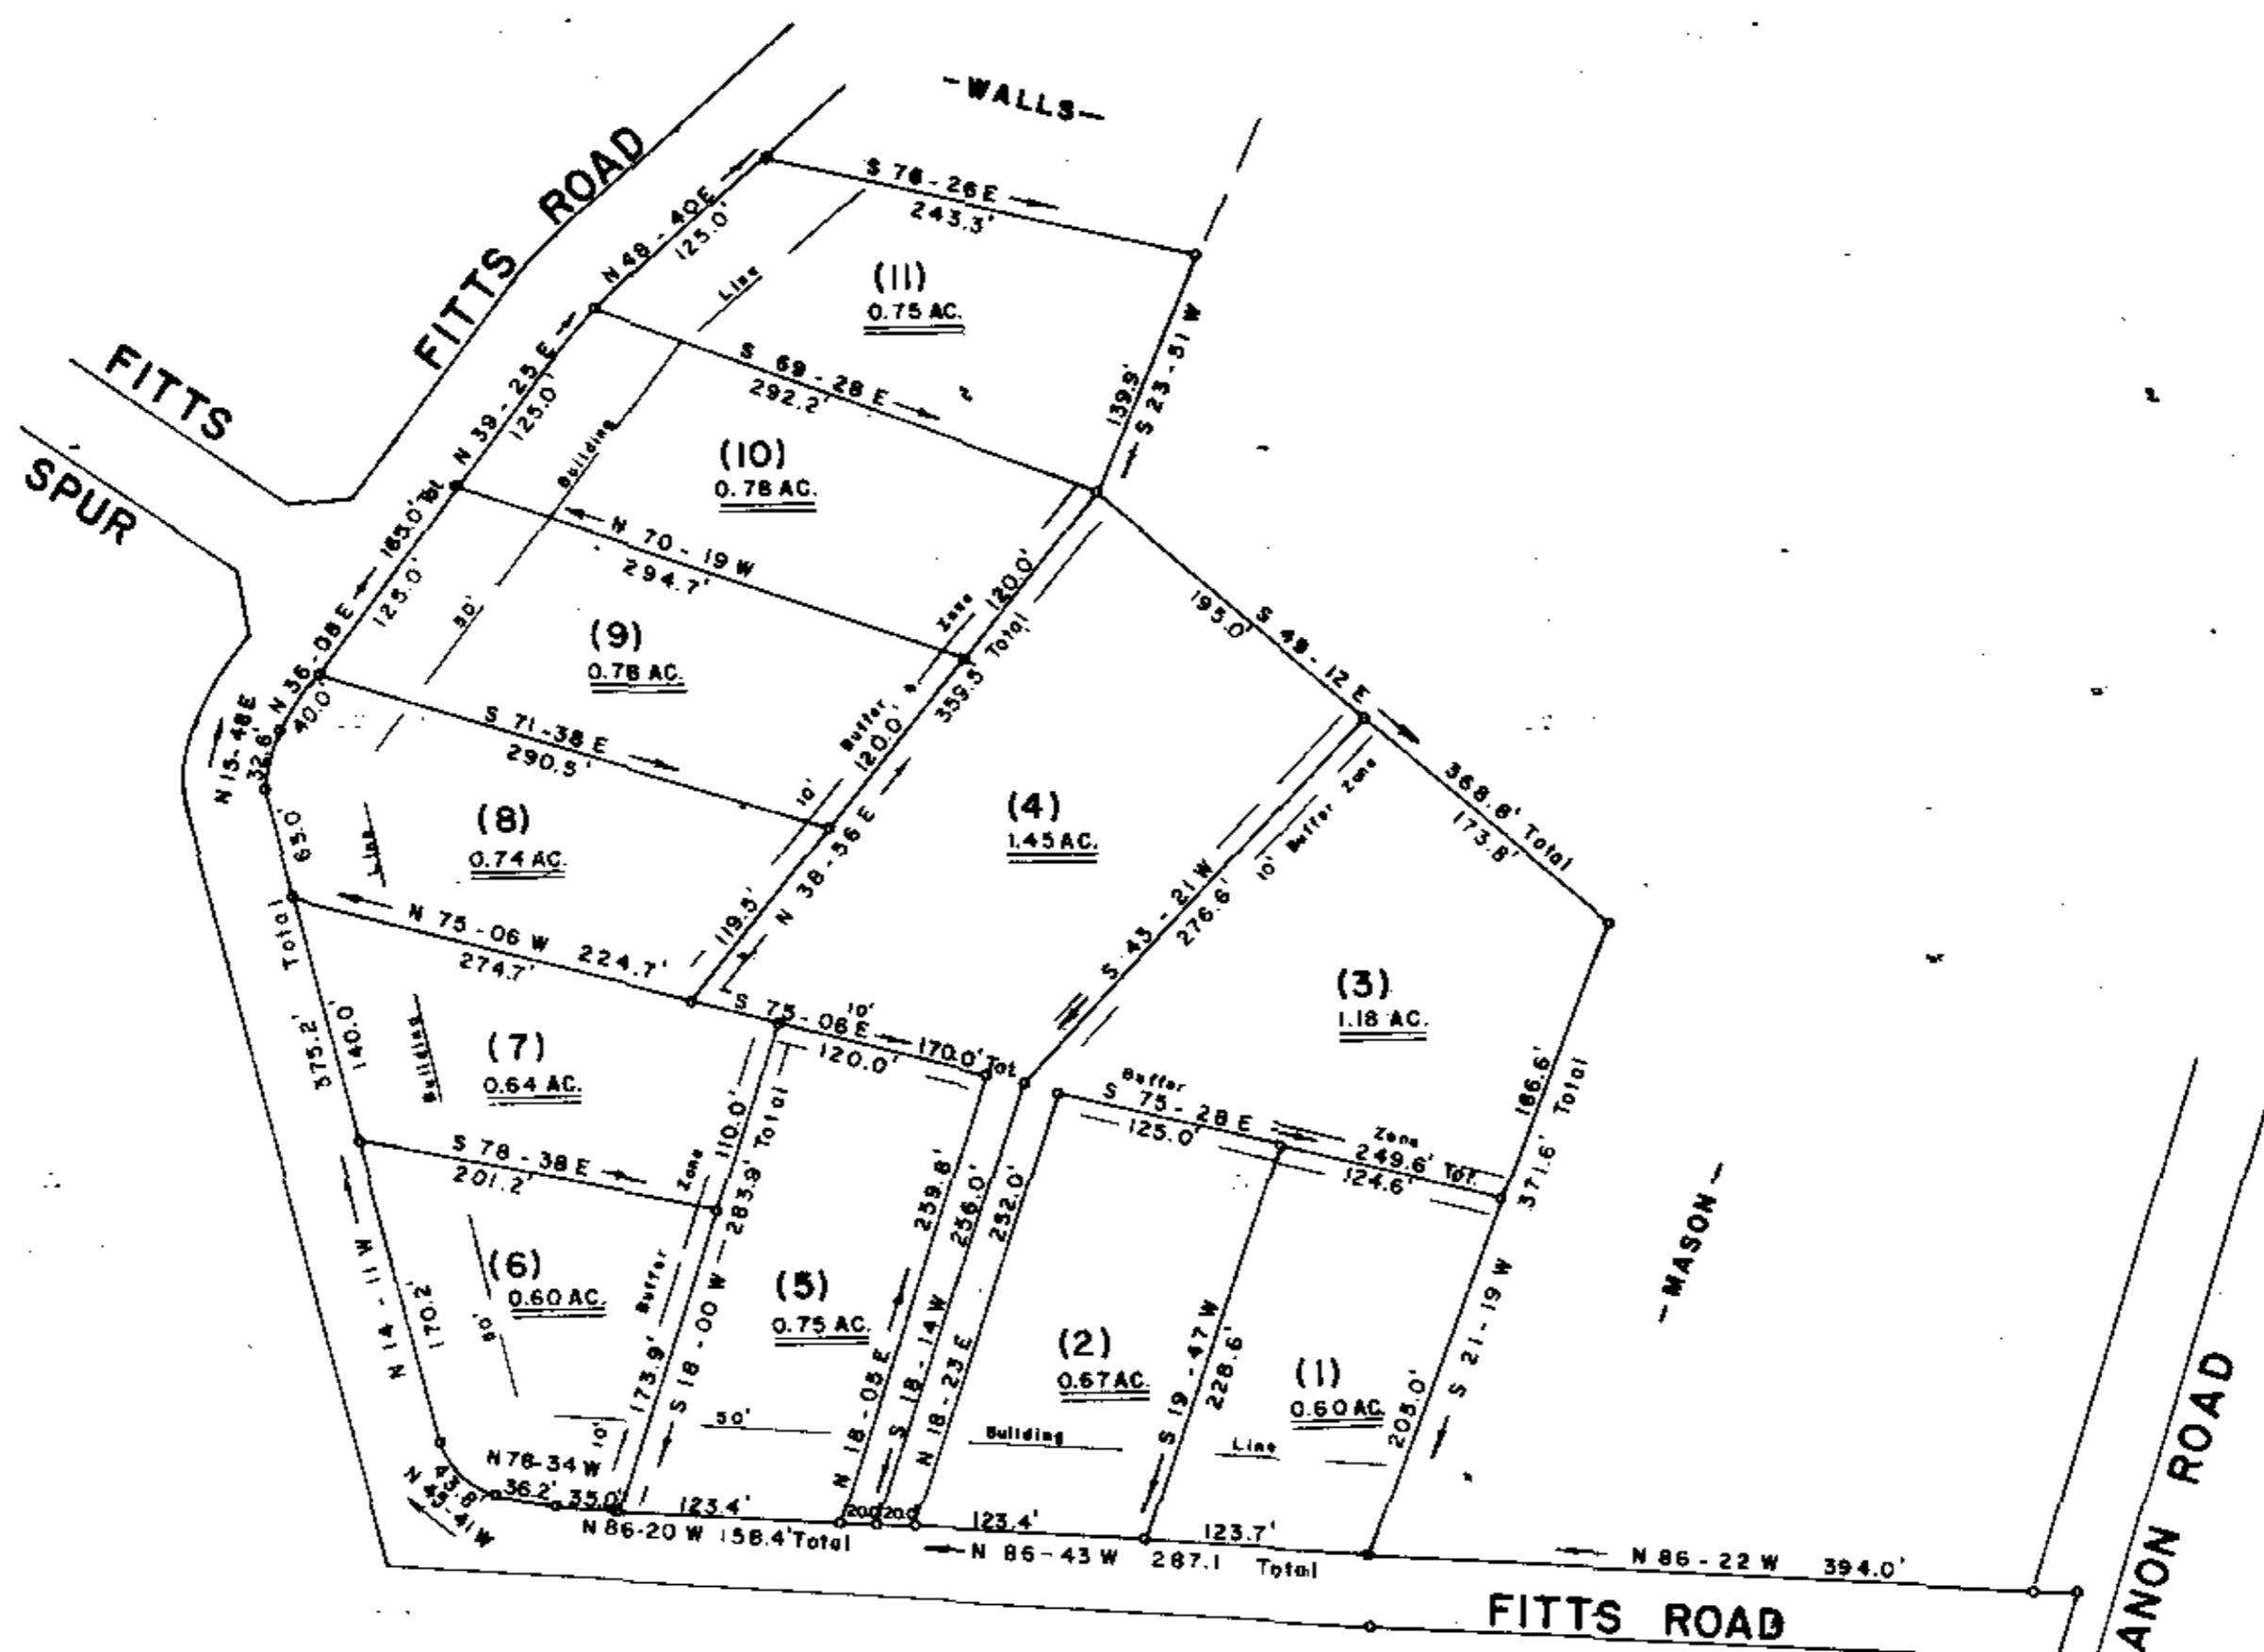 -WALLS-
FITTS ROAD
FITTS
SPUR
S 76-26 E
243.3'
N 48-40 E
125.0'
Line
(11)
0.75 AC.
139.9'
S 23-51 W
N 39-25 E
125.0'
S 69-28 E
292.2'
Building
(10)
0.78 AC.
N 70-19 W
294.7'
165.0' Tot.
125.0'
50'
N 36-08 E
40.0'
(9)
0.78 AC.
Zone
120.0'
Total
359.5'
Buffer
120.0'
10'
195.0'
S 49-12 E
368.8' Total
173.8'
N 15-48 E
32.6'
S 71-38 E
290.5'
(8)
0.74 AC.
65.0'
Line
N 38-56 E
119.5'
(4)
1.45 AC.
S 43-21 W
276.6'
10' Buffer Zone
N 75-06 W 224.7'
274.7'
Total
375.2'
140.0'
(3)
1.18 AC.
186.6'
371.6' Total
S 75-06 E
10'
170.0' Tot.
120.0'
Building
(7)
0.64 AC.
110.0'
283.9' Total
Buffer
S 75-28 E
125.0'
Zone
249.6' Tot.
124.6'
S 78-38 E
201.2'
Zone
259.8'
256.0'
252.0'
-MASON-
N 14-11 W
170.2'
(6)
0.60 AC.
50'
Buffer
173.9'
S 18-00 W
(5)
0.75 AC.
N 18-05 E
S 18-14 W
N 18-23 E
(2)
0.67 AC.
S 19-47 W
228.6'
(1)
0.60 AC.
S 21-19 W
205.0'
10'
50'
Building
Line
N 78-34 W
36.2'
43.8'
N 45-41 W
35.0'
123.4'
20.0'
20.0'
123.4'
123.7'
N 86-20 W 158.4' Total
N 86-43 W 287.1 Total
N 86-22 W 394.0'
FITTS ROAD
ANON ROAD